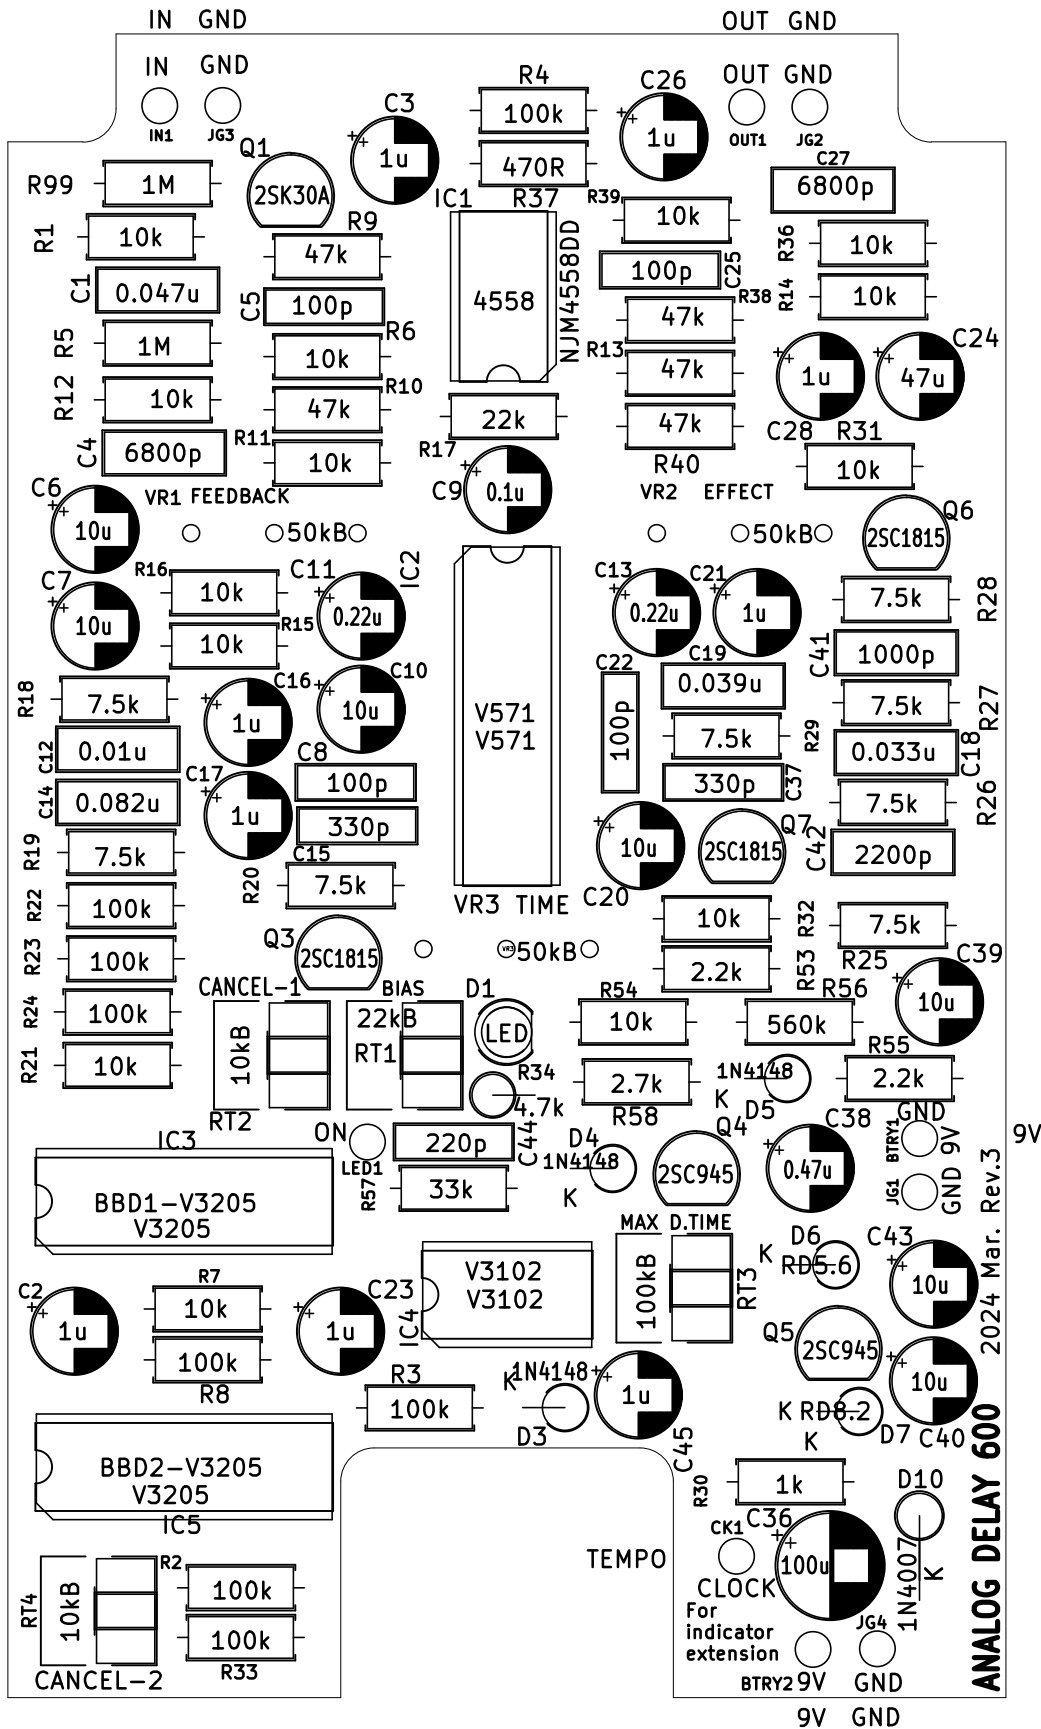 IN GND
OUT GND
IN GND
OUT GND
IN1 JG3
OUT1 JG2
C3
1u
R4
100k
470R
R37
C26
1u
C27
6800p
R99 1M
Q1
2SK30A
R1 10k
R9
47k
IC1
4558
NJM4558DD
R39
10k
R36 10k
C1 0.047u
C5 100p
100p C25
R14 10k
R5 1M
R6
10k
R38
47k
C24
47u
1u
C28
R12 10k
R10
47k
R13 47k
22k
R17
47k
R40
R31
10k
C4 6800p
R11 10k
C9 0.1u
C6
10u
VR1 FEEDBACK
50kB
VR2 EFFECT
50kB
Q6
2SC1815
C7
10u
R16 10k
R15
10k
C11
0.22u
IC2
V571
V571
C13
0.22u
C21
1u
7.5k R28
C41 1000p
R18 7.5k
C16
1u
C10
10u
C22
100p
C19
0.039u
7.5k R29
7.5k R27
C12 0.01u
C8
100p
330p C37
0.033u C18
C14 0.082u
C17
1u
330p
C15
10u
C20
Q7
2SC1815
7.5k R26
C42 2200p
R19 7.5k
R20 7.5k
R22 100k
VR3 TIME
VR3
50kB
10k R32
7.5k
R25
R23 100k
Q3
2SC1815
2.2k R53
C39
10u
R24 100k
CANCEL-1
10kB
RT2
BIAS
22kB
RT1
D1
LED
R54
10k
R56
560k
R21 10k
R34
4.7k
2.7k
R58
1N4148
K D5
R55
2.2k
ON
LED1
220p C44
R57 33k
D4
1N4148
K
Q4
2SC945
C38
0.47u
GND
BTRY1
9V
9V
JG1
GND
IC3
BBD1-V3205
V3205
MAX D.TIME
100kB
RT3
K
D6
RD5.6
C43
10u
2024 Mar. Rev.3
C2
1u
R7
10k
100k
R8
C23
1u
IC4
V3102
V3102
Q5
2SC945
10u
C40
R3
100k
K
1N4148
D3
1u
C45
K RD8.2
K
D7
BBD2-V3205
V3205
IC5
R30 1k
D10
1N4007
K
ANALOG DELAY 600
RT4
10kB
CANCEL-2
R2
100k
100k
R33
TEMPO
CK1
CLOCK
For
indicator
extension
C36
100u
JG4
BTRY2 9V GND
9V GND